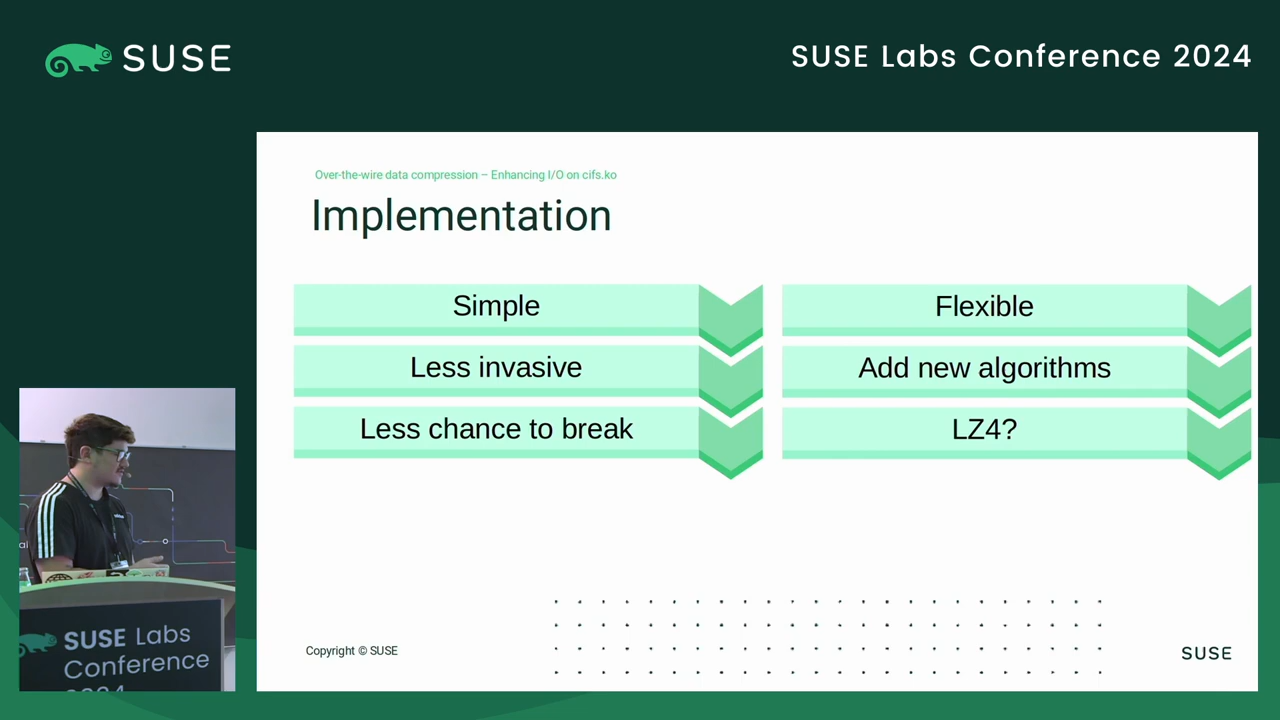 SUSE
SUSE Labs Conference 2024
Over-the-wire data compression – Enhancing I/O on cifs.ko
Implementation
Simple
Less invasive
Less chance to break
Flexible
Add new algorithms
LZ4?
Copyright © SUSE
SUSE
SUSE Labs
Conference
2024